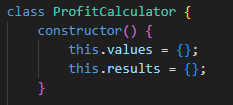 class ProfitCalculator {
    constructor() {
        this.values = {};
        this.results = {};
    }